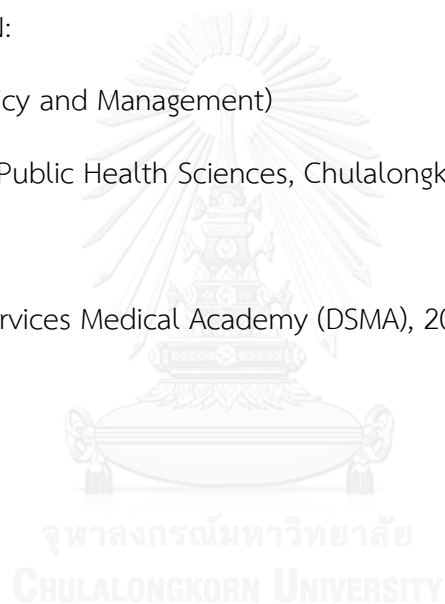 N:
icy and Management)
Public Health Sciences, Chulalongk
rvices Medical Academy (DSMA), 20
จุฬาลงกรณ์มหาวิทยาลัย
CHULALONGKORN UNIVERSITY